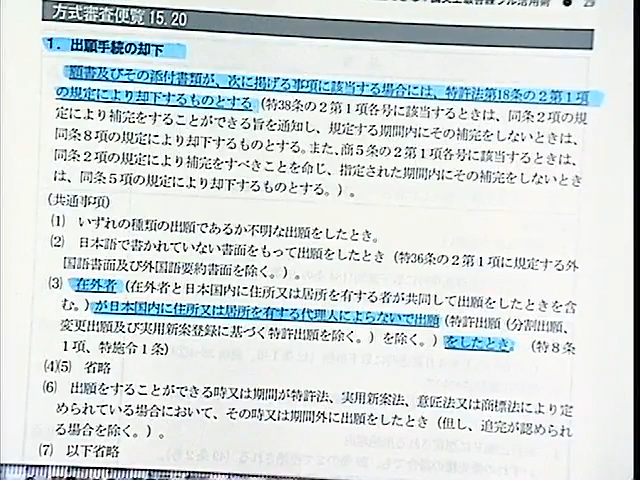 方式審査便覧 15.20
29
1．出願手続の却下
願書及びその添付書類が、次に掲げる事項に該当する場合には、特許法第18条の2第1項
の規定により却下するものとする（特38条の2第1項各号に該当するときは、同条2項の規
定により補完をすることができる旨を通知し、規定する期間内にその補完をしないときは、
同条8項の規定により却下するものとする。また、商5条の2第1項各号に該当するときは、
同条2項の規定により補完をすべきことを命じ、指定された期間内にその補完をしないとき
は、同条5項の規定により却下するものとする。）。
（共通事項）
(1) いずれの種類の出願であるか不明な出願をしたとき。
(2) 日本語で書かれていない書面をもって出願をしたとき（特36条の2第1項に規定する外
国語書面及び外国語要約書面を除く。）。
(3) 在外者（在外者と日本国内に住所又は居所を有する者が共同して出願をしたときを含
む。）が日本国内に住所又は居所を有する代理人によらないで出願（特許出願（分割出願、
変更出願及び実用新案登録に基づく特許出願を除く。）を除く。）をしたとき。（特8条
1項、特施令1条）
(4)(5) 省略
(6) 出願をすることができる時又は期間が特許法、実用新案法、意匠法又は商標法により定
められている場合において、その時又は期間外に出願をしたとき（但し、追完が認められ
る場合を除く。）。
(7) 以下省略